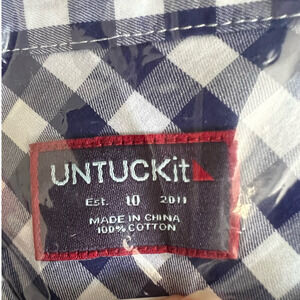 UNTUCKit
Est. 10 2011
MADE IN CHINA
100% COTTON